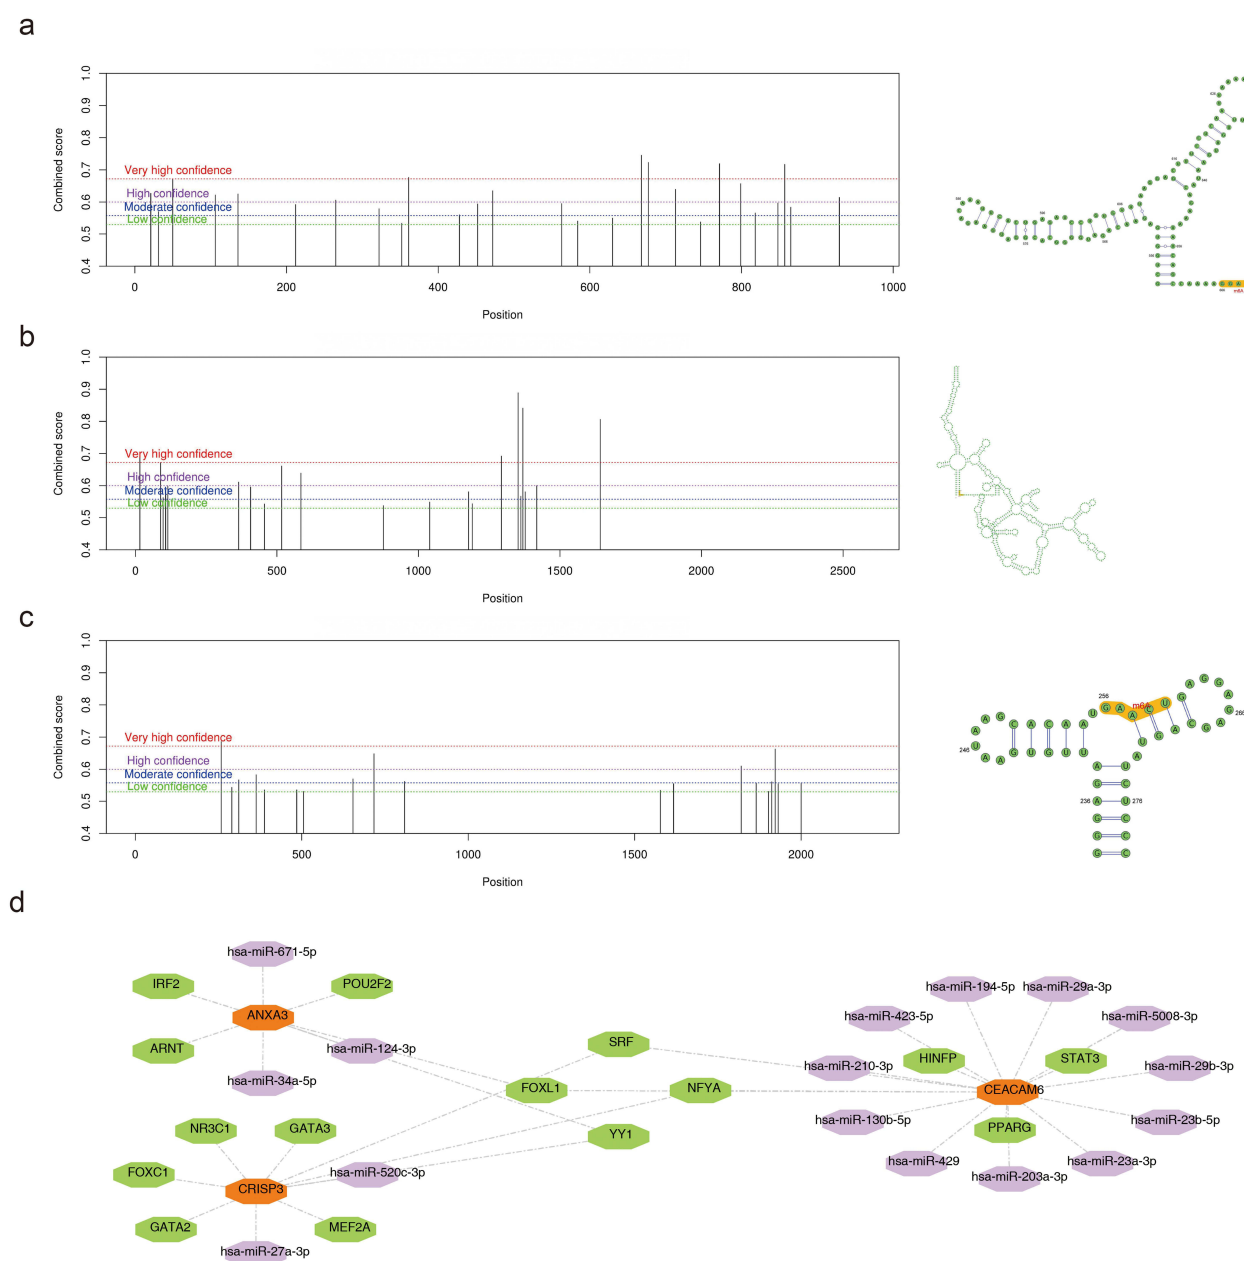 a
Combined score
1.0
0.9
0.8
0.7
0.6
0.5
0.4
Very high confidence
High confidence
Moderate confidence
Low confidence
0 200 400 600 800 1000
Position
m6A
b
Combined score
1.0
0.9
0.8
0.7
0.6
0.5
0.4
Very high confidence
High confidence
Moderate confidence
Low confidence
0 500 1000 1500 2000 2500
Position
c
Combined score
1.0
0.9
0.8
0.7
0.6
0.5
0.4
Very high confidence
High confidence
Moderate confidence
Low confidence
0 500 1000 1500 2000
Position
256
m6A
266
246
236
276
d
hsa-miR-671-5p
IRF2
POU2F2
ANXA3
ARNT
hsa-miR-124-3p
hsa-miR-34a-5p
NR3C1
GATA3
FOXC1
hsa-miR-520c-3p
CRISP3
GATA2
MEF2A
hsa-miR-27a-3p
SRF
FOXL1
NFYA
YY1
hsa-miR-194-5p
hsa-miR-29a-3p
hsa-miR-423-5p
hsa-miR-5008-3p
HINFP
STAT3
hsa-miR-210-3p
hsa-miR-29b-3p
CEACAM6
hsa-miR-130b-5p
hsa-miR-23b-5p
PPARG
hsa-miR-429
hsa-miR-23a-3p
hsa-miR-203a-3p